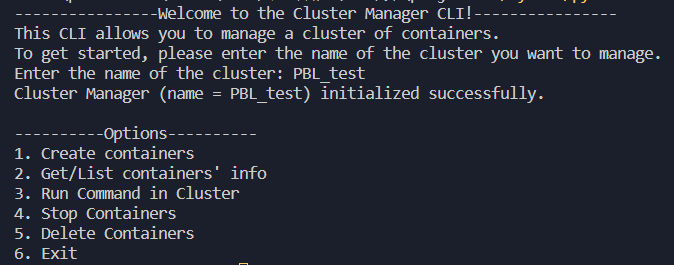 ----------------Welcome to the Cluster Manager CLI!----------------
This CLI allows you to manage a cluster of containers.
To get started, please enter the name of the cluster you want to manage.
Enter the name of the cluster: PBL_test
Cluster Manager (name = PBL_test) initialized successfully.

----------Options----------
1. Create containers
2. Get/List containers' info
3. Run Command in Cluster
4. Stop Containers
5. Delete Containers
6. Exit